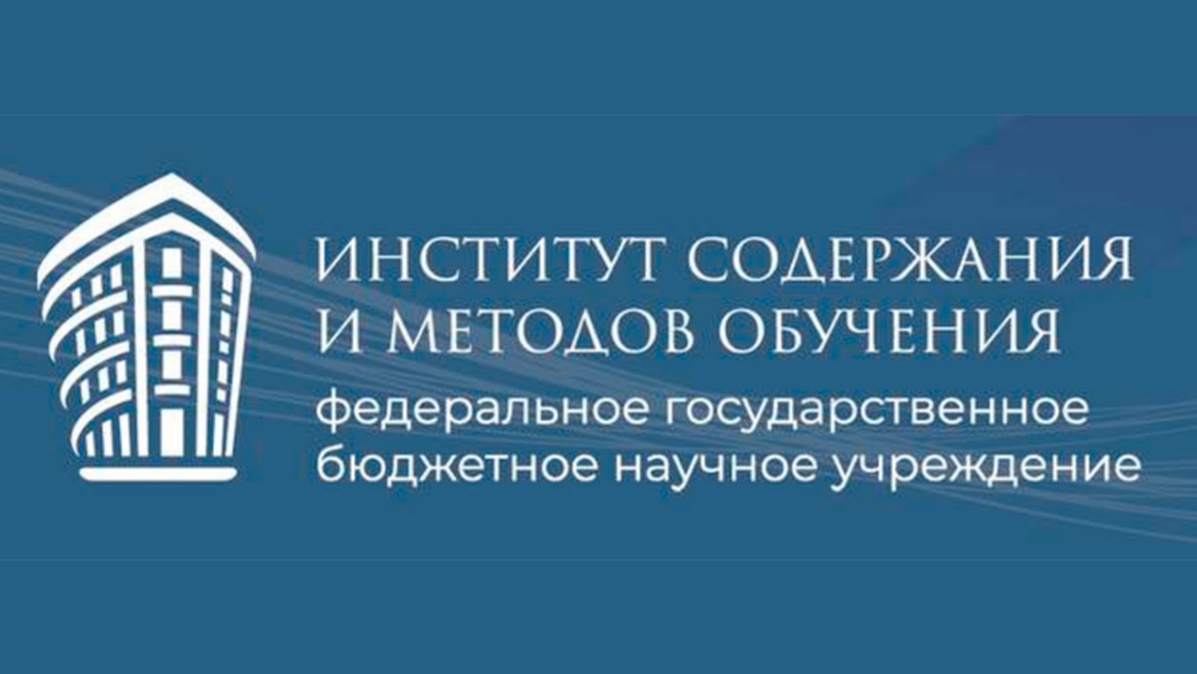 ИНСТИТУТ СОДЕРЖАНИЯ
И МЕТОДОВ ОБУЧЕНИЯ
федеральное государственное
бюджетное научное учреждение